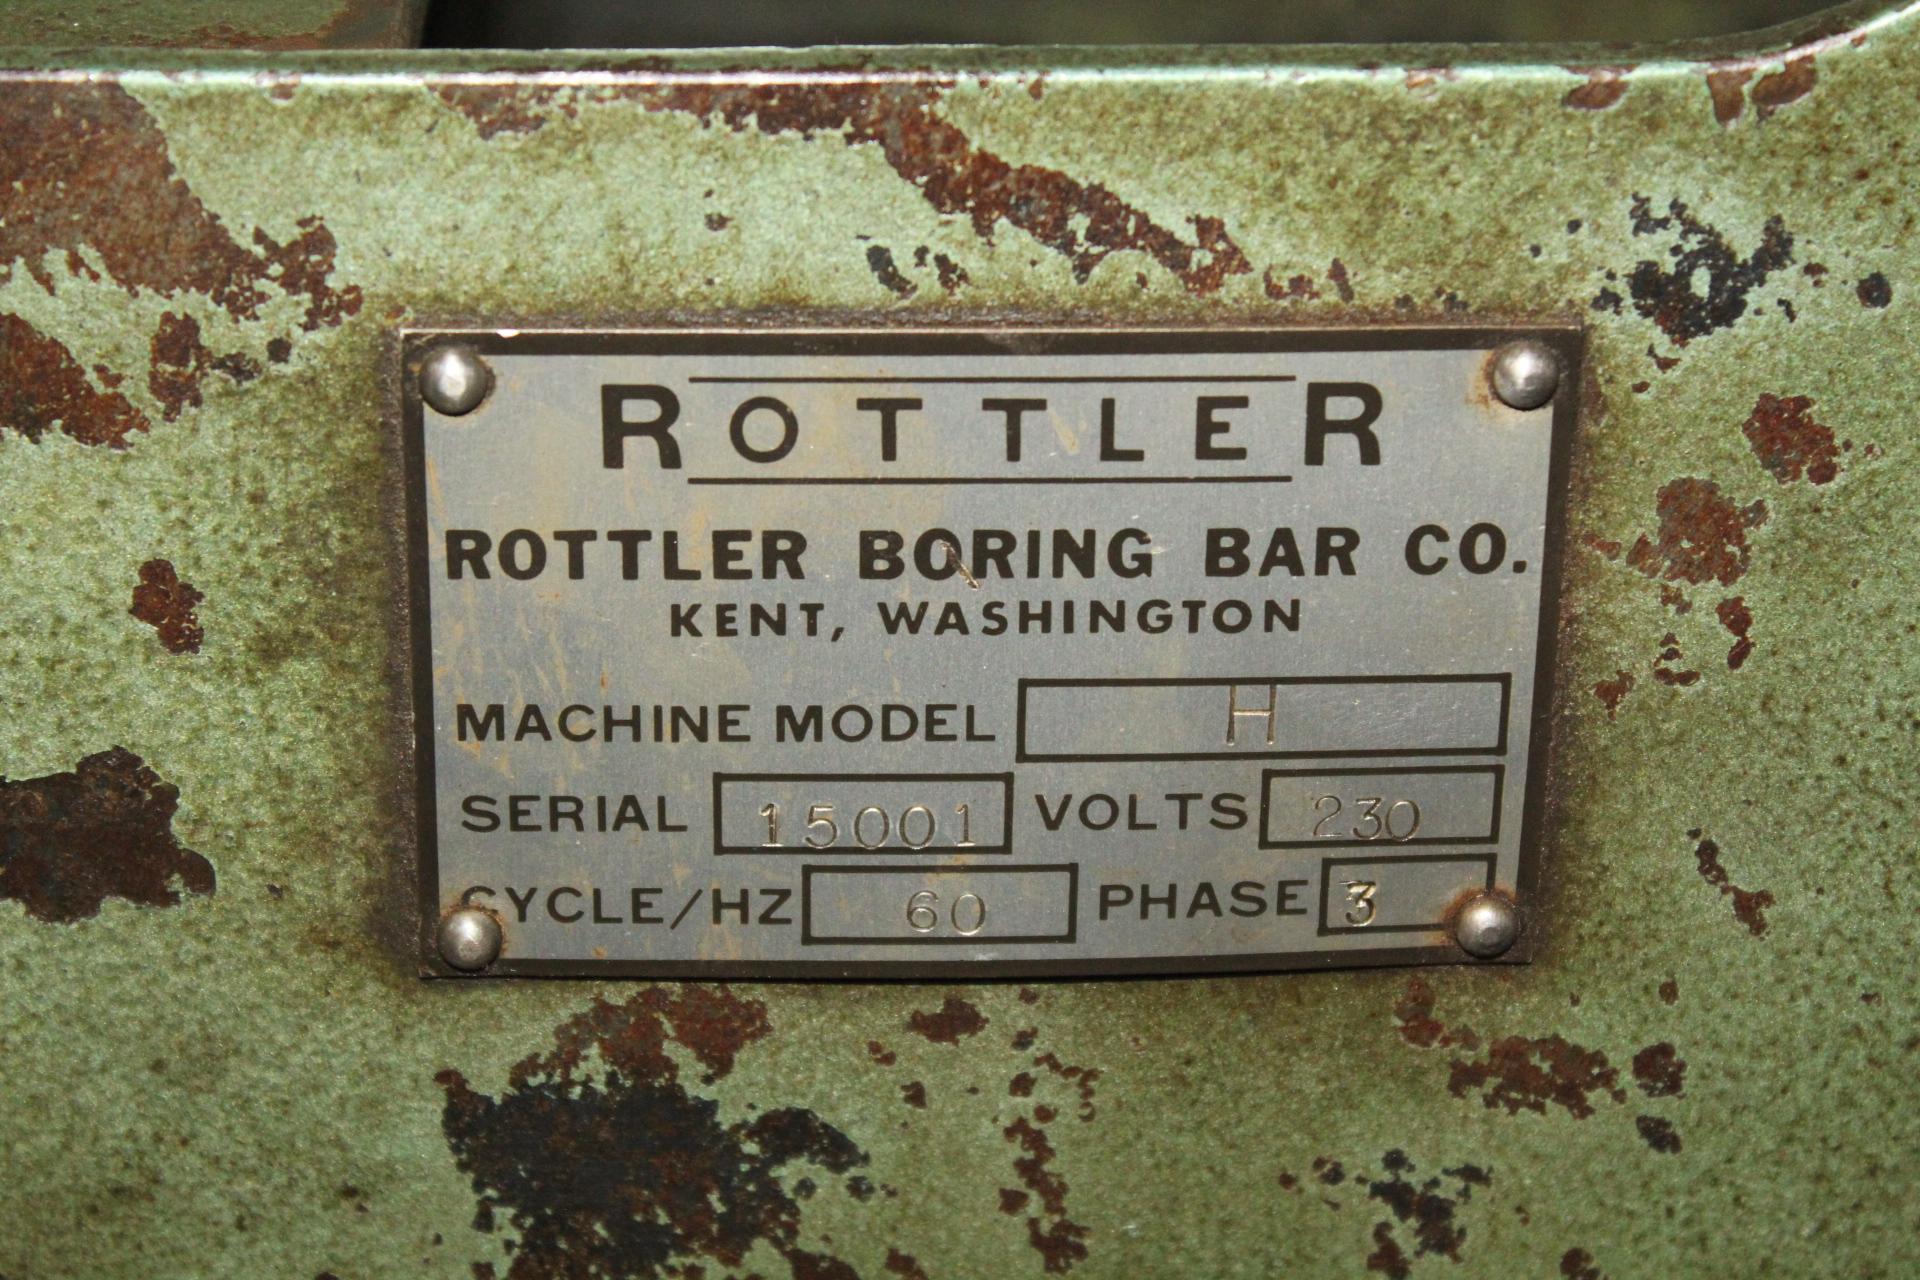 ROTTLER
ROTTLER BORING BAR CO.
KENT, WASHINGTON
MACHINE MODEL H
SERIAL 15001 VOLTS 230
CYCLE/HZ 60 PHASE 3